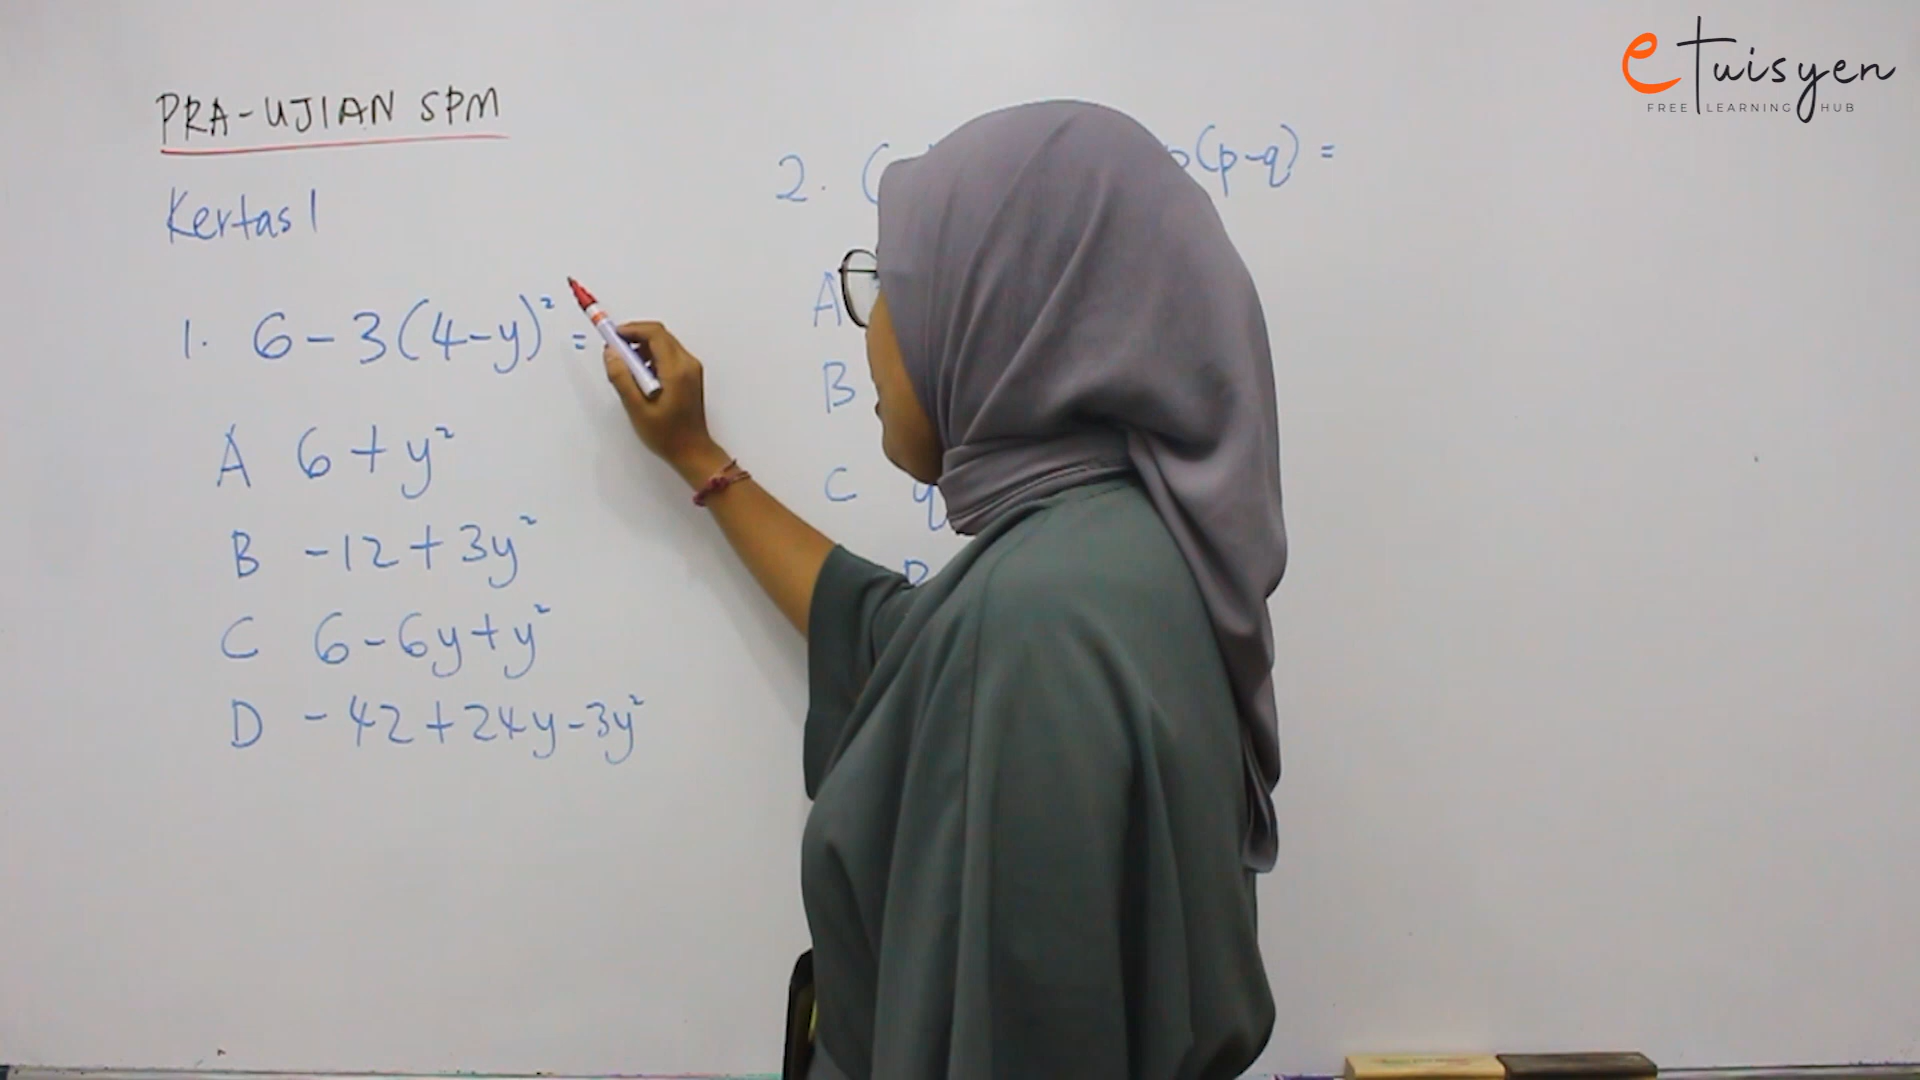 PRA-UJIAN SPM
Kertas 1
1. 6-3(4-y)² =
A 6+y²
B -12+3y²
C 6-6y+y²
D -42+24y-3y²
2. ( (p-q) =
A
B
C
D
eTuisyen
FREE LEARNING HUB